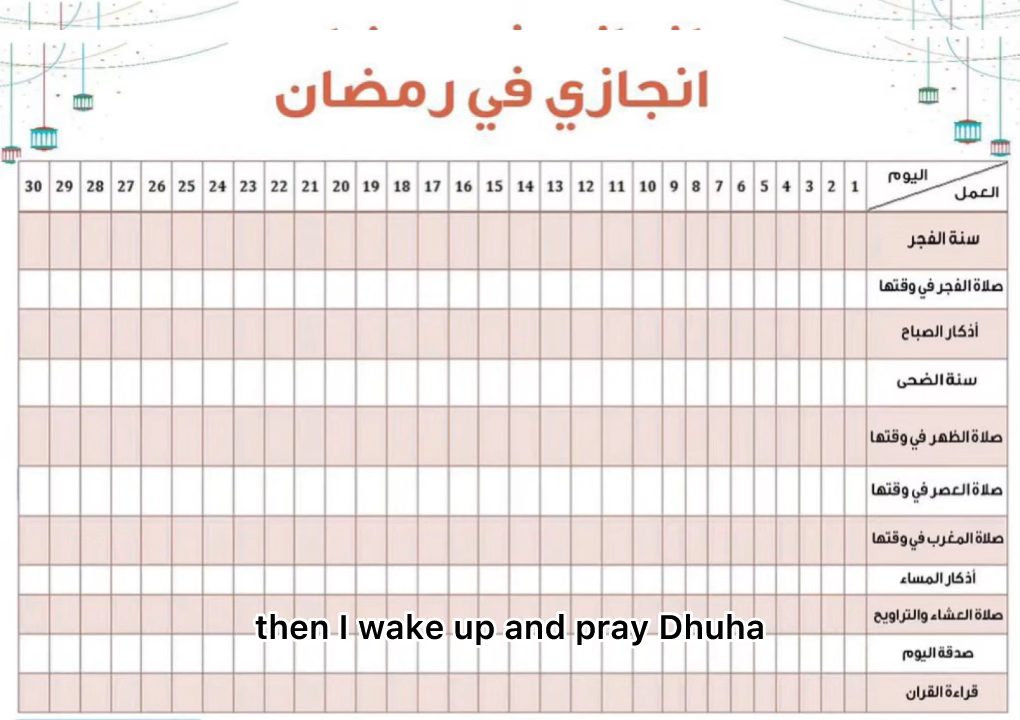 انجازي في رمضان
اليوم
العمل
1 2 3 4 5 6 7 8 9 10 11 12 13 14 15 16 17 18 19 20 21 22 23 24 25 26 27 28 29 30
سنة الفجر
صلاة الفجر في وقتها
أذكار الصباح
سنة الضحى
صلاة الظهر في وقتها
صلاة العصر في وقتها
صلاة المغرب في وقتها
أذكار المساء
صلاة العشاء والتراويح
then I wake up and pray Dhuha
صدقة اليوم
قراءة القران